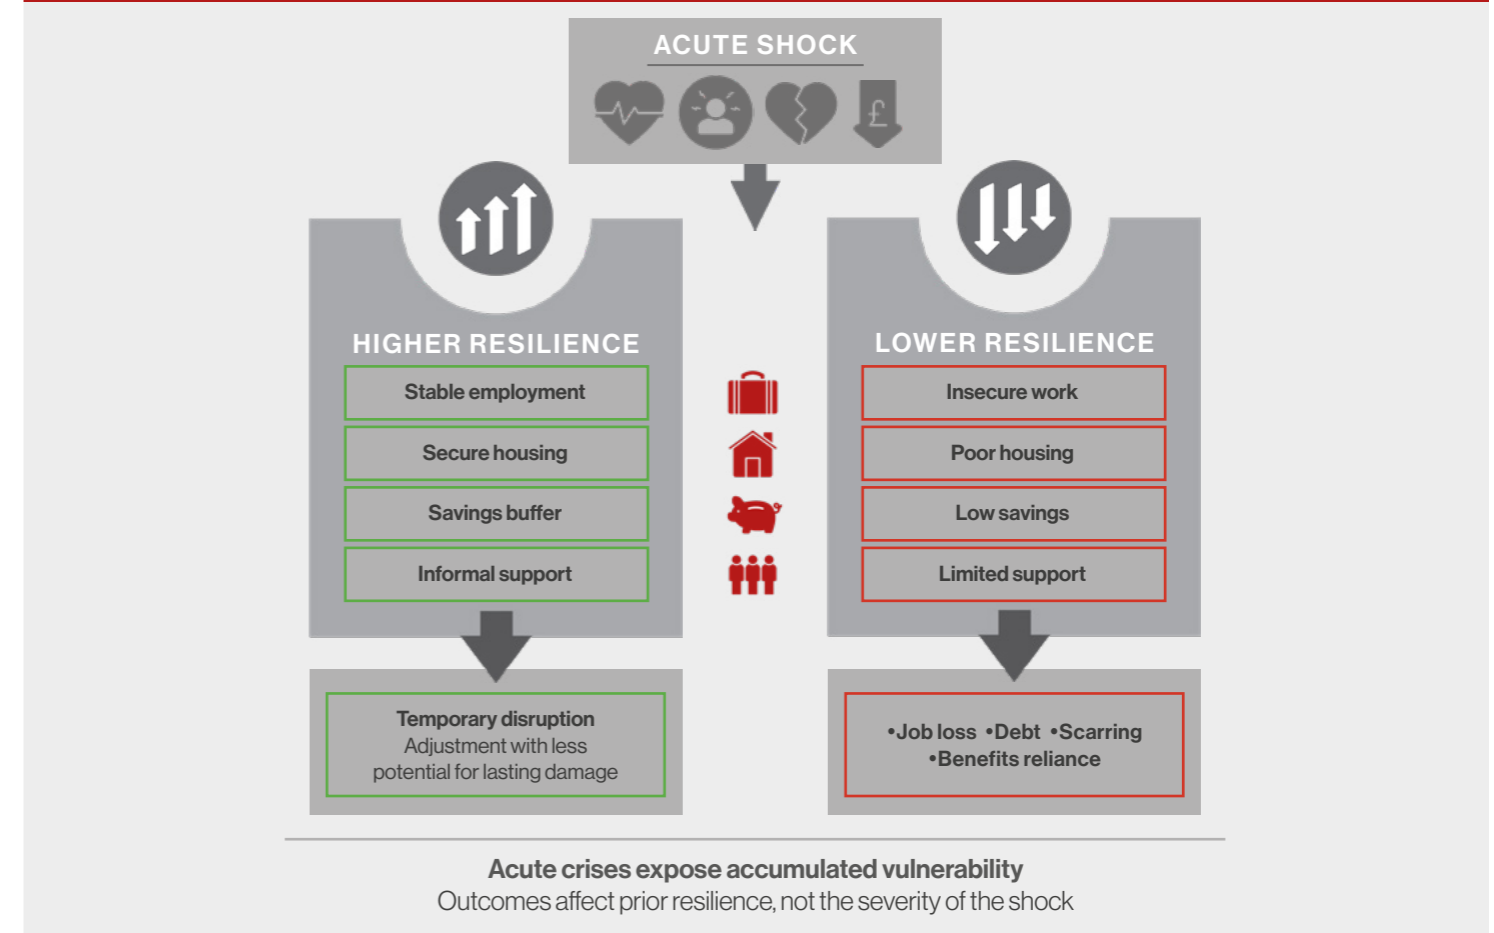 ACUTE SHOCK
£
HIGHER RESILIENCE
Stable employment
Secure housing
Savings buffer
Informal support
Temporary disruption
Adjustment with less
potential for lasting damage
LOWER RESILIENCE
Insecure work
Poor housing
Low savings
Limited support
•Job loss •Debt •Scarring
•Benefits reliance
Acute crises expose accumulated vulnerability
Outcomes affect prior resilience, not the severity of the shock